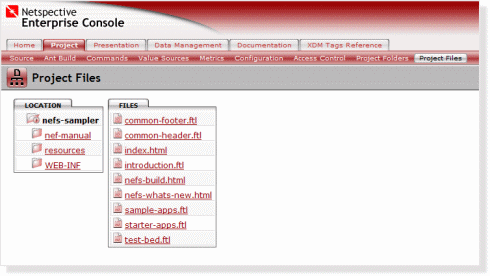 Netspective
Enterprise Console
Home Project Presentation Data Management Documentation XDM Tags Reference
Source Ant Build Commands Value Sources Metrics Configuration Access Control Project Folders Project Files
D
Project Files
LOCATION
nefs-sampler
nef-manual
resources
WEB-INF
FILES
common-footer.ftl
common-header.ftl
index.html
introduction.ftl
nefs-build.html
nefs-whats-new.html
sample-apps.ftl
starter-apps.ftl
test-bed.ftl